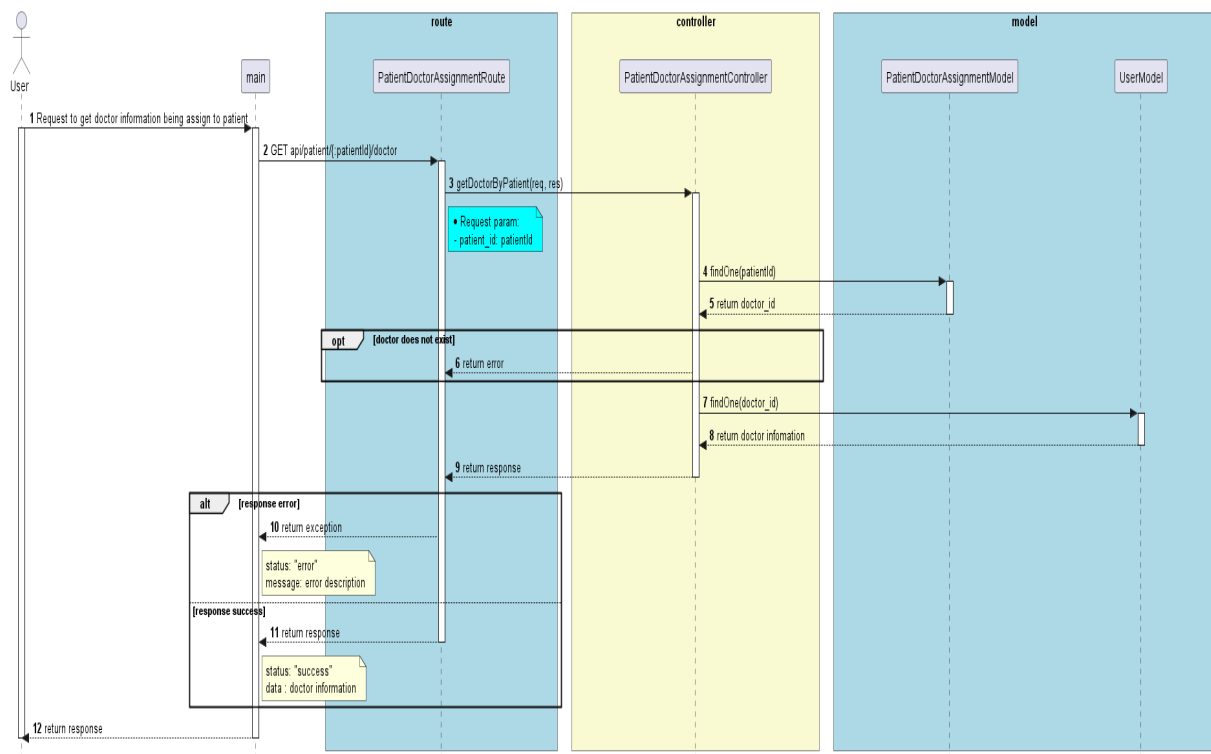 route
controller
model
User
main
PatientDoctorAssignmentRoute
PatientDoctorAssignmentController
PatientDoctorAssignmentModel
UserModel
1 Request to get doctor information being assign to patient
2 GET api/patient/{:patientId}/doctor
3 getDoctorByPatient(req, res)
• Request param:
- patient_id: patientId
4 findOne(patientId)
5 return doctor_id
opt [doctor does not exist]
6 return error
7 findOne(doctor_id)
8 return doctor infomation
9 return response
alt [response error]
10 return exception
status: "error"
message: error description
[response success]
11 return response
status: "success"
data : doctor information
12 return response